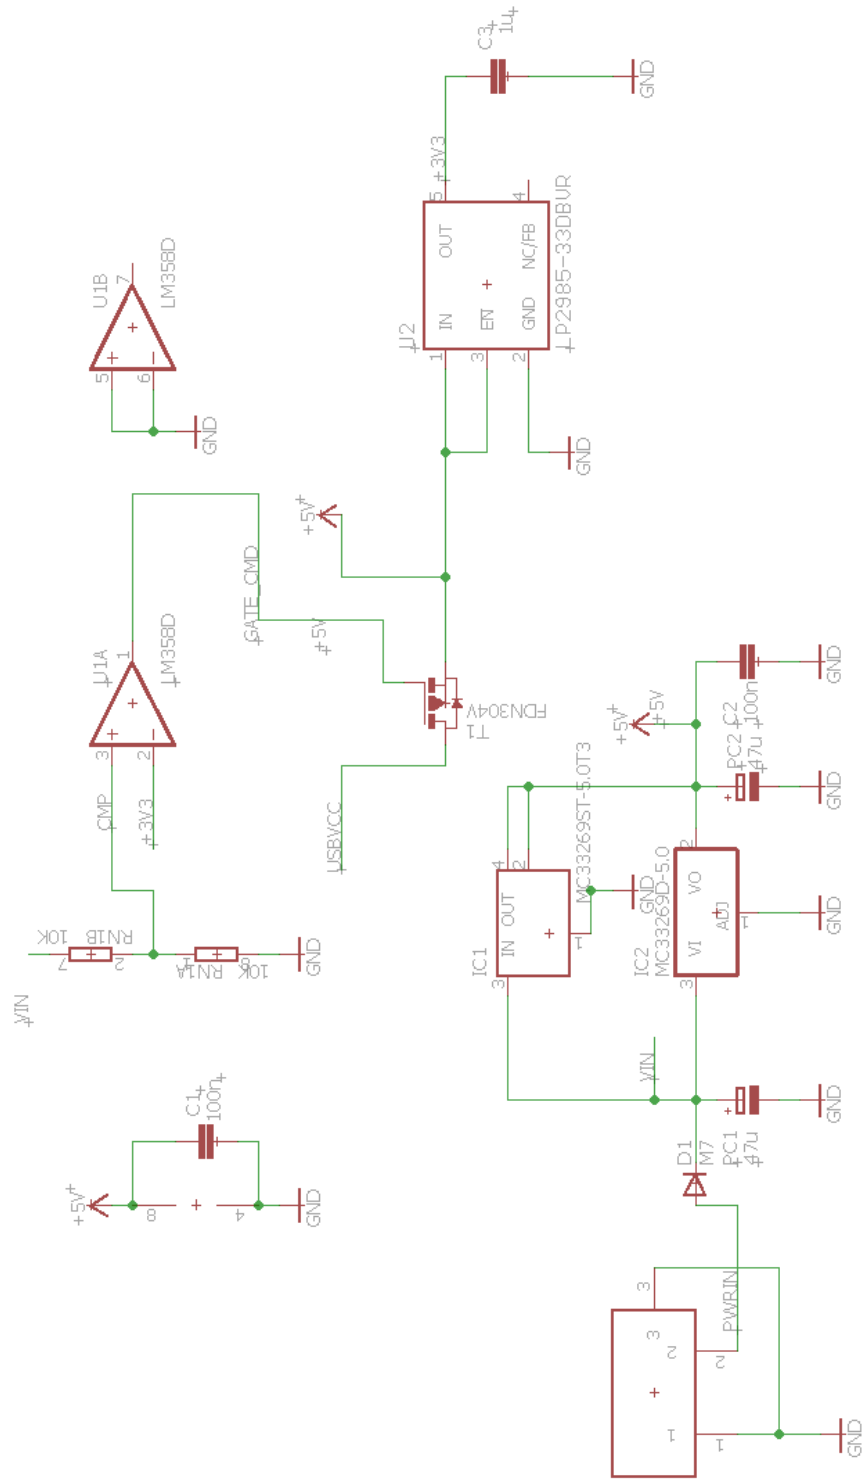 C3
1u
GND
+3V3
5
4
OUT
NC/FB
IN
EN
GND
U2
LP2985-33DBVR
1
3
2
GND
U1B
7
LM358D
5
6
+
-
GND
+5V
GATE_CMD
+5V
U1A
1
LM358D
3
2
+
-
CMP
+3V3
T1
FDN304V
USBVCC
10K
RN1B
7
2
1
8
RN1A
10K
GND
VIN
+5V
+5V
C2
100n
GND
PC2
47u
GND
MC33269ST-5.0T3
4
2
OUT
IN
1
3
IC1
GND
IC2
MC33269D-5.0
2
VO
ADJ
VI
1
3
GND
VIN
C1
100n
+5V
8
4
GND
D1
M7
PC1
47u
GND
PWRIN
3
3
2
2
1
1
GND